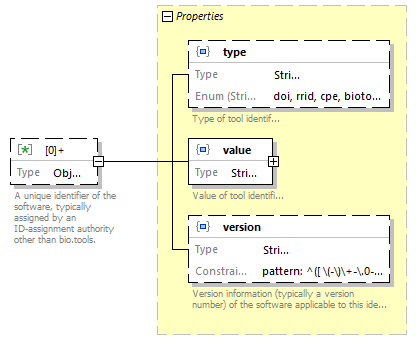 Properties
type
Type Stri...
Enum (Stri... doi, rrid, cpe, bioto...
Type of tool identif...
[0]+
Type Obj...
A unique identifier of the
software, typically
assigned by an
ID-assignment authority
other than bio.tools.
value
Type Stri...
Value of tool identifi...
version
Type Stri...
Constrai... pattern: ^([ \(-\)\+-\.0-...
Version information (typically a version
number) of the software applicable to this ide...